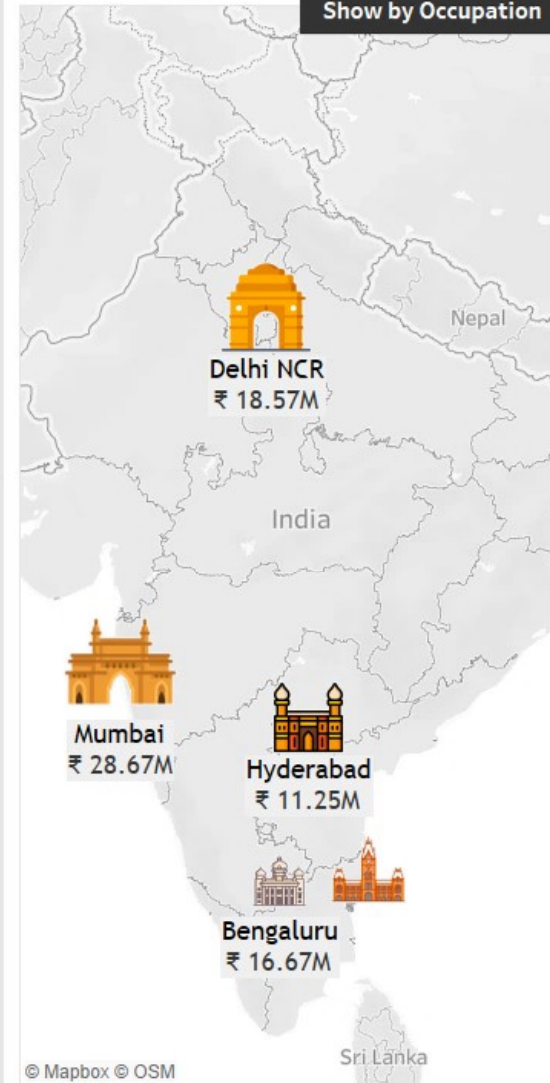 Show by Occupation
Nepal
Delhi NCR
₹ 18.57M
India
Mumbai
₹ 28.67M
Hyderabad
₹ 11.25M
Bengaluru
₹ 16.67M
Sri Lanka
© Mapbox © OSM